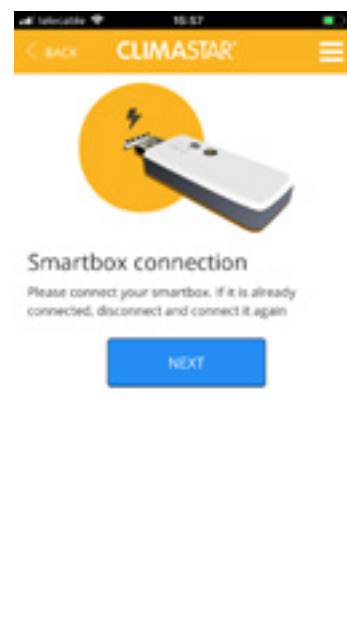 telecable 15:57
< BACK CLIMASTAR
Smartbox connection
Please connect your smartbox. If it is already
connected, disconnect and connect it again
NEXT